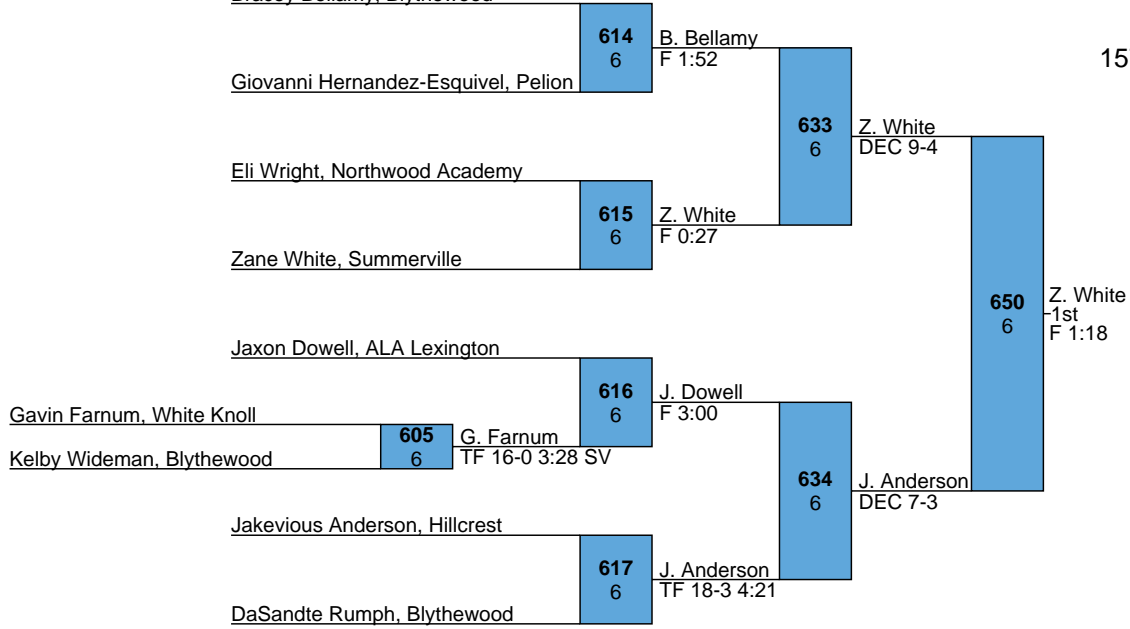 614
6
B. Bellamy
F 1:52
15
Giovanni Hernandez-Esquivel, Pelion
633
6
Z. White
DEC 9-4
Eli Wright, Northwood Academy
615
6
Z. White
F 0:27
Zane White, Summerville
650
6
Z. White
1st
F 1:18
Jaxon Dowell, ALA Lexington
616
6
J. Dowell
F 3:00
Gavin Farnum, White Knoll
605
6
G. Farnum
TF 16-0 3:28 SV
Kelby Wideman, Blythewood
634
6
J. Anderson
DEC 7-3
Jakevious Anderson, Hillcrest
617
6
J. Anderson
TF 18-3 4:21
DaSandte Rumph, Blythewood